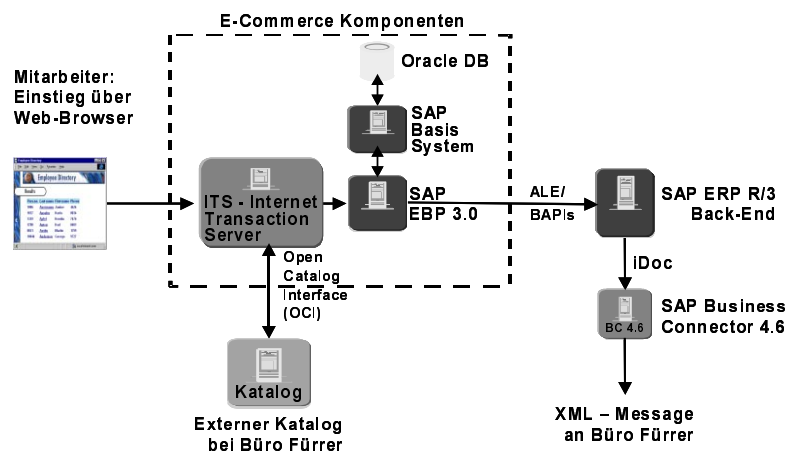 E-Commerce Komponenten
Oracle DB
Mitarbeiter:
Einstieg über
Web-Browser
SAP
Basis
System
Employee Directory
ITS - Internet
Transaction
Server
SAP
EBP 3.0
ALE/
BAPIs
SAP ERP R/3
Back-End
Open
Catalog
Interface
(OCI)
iDoc
BC 4.6
SAP Business
Connector 4.6
Katalog
Externer Katalog
bei Büro Fürrer
XML – Message
an Büro Fürrer